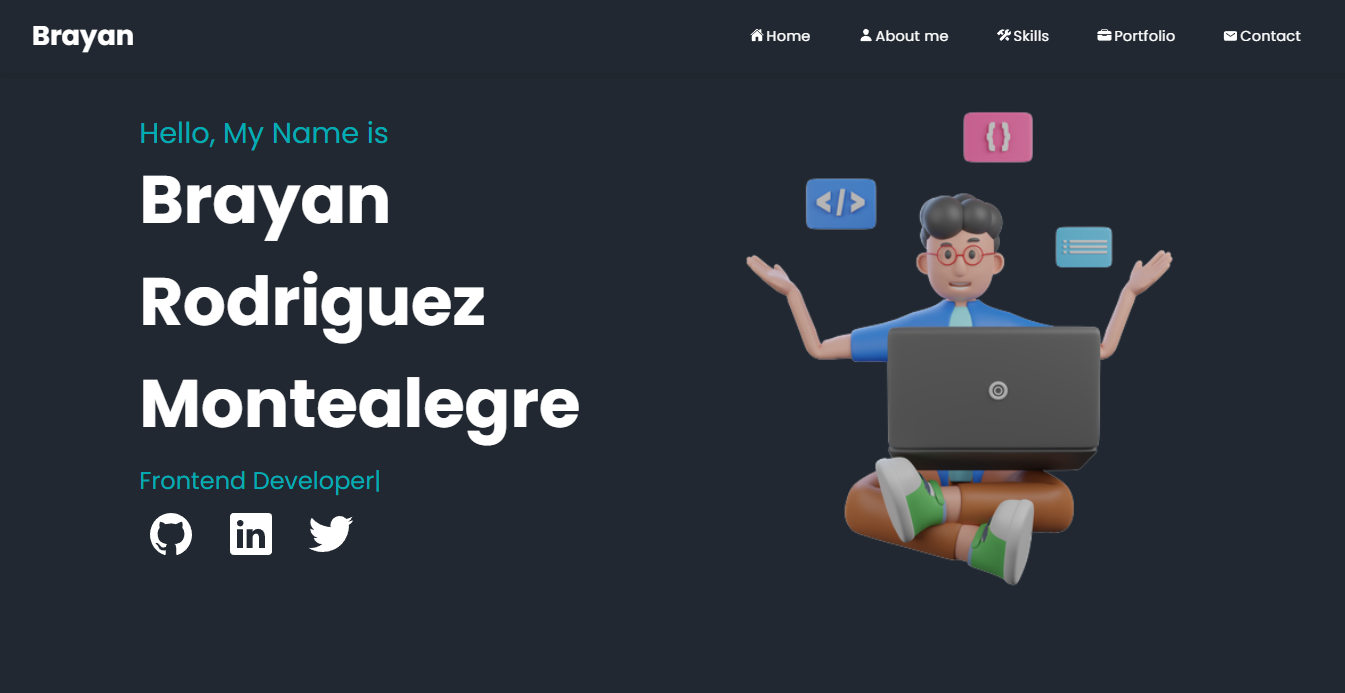 Brayan
Home About me Skills Portfolio Contact
Hello, My Name is
Brayan
Rodriguez
Montealegre
Frontend Developer|
{}
</>
in